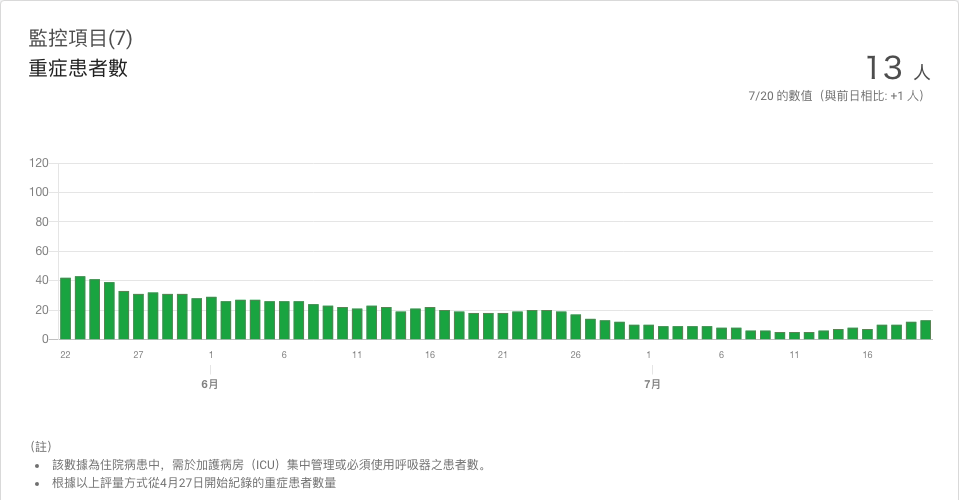 監控項目(7)
重症患者數
13 人
7/20 的數值（與前日相比: +1 人）
120
100
80
60
40
20
0
22 27 1 6 11 16 21 26 1 6 11 16
6月 7月
（註）
• 該數據為住院病患中，需於加護病房（ICU）集中管理或必須使用呼吸器之患者數。
• 根據以上評量方式從4月27日開始紀錄的重症患者數量